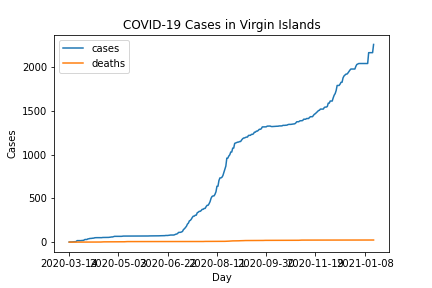 COVID-19 Cases in Virgin Islands
cases
deaths
2000
1500
1000
500
0
Cases
2020-03-14 2020-05-03 2020-06-22 2020-08-11 2020-09-30 2020-11-19 2021-01-08
Day